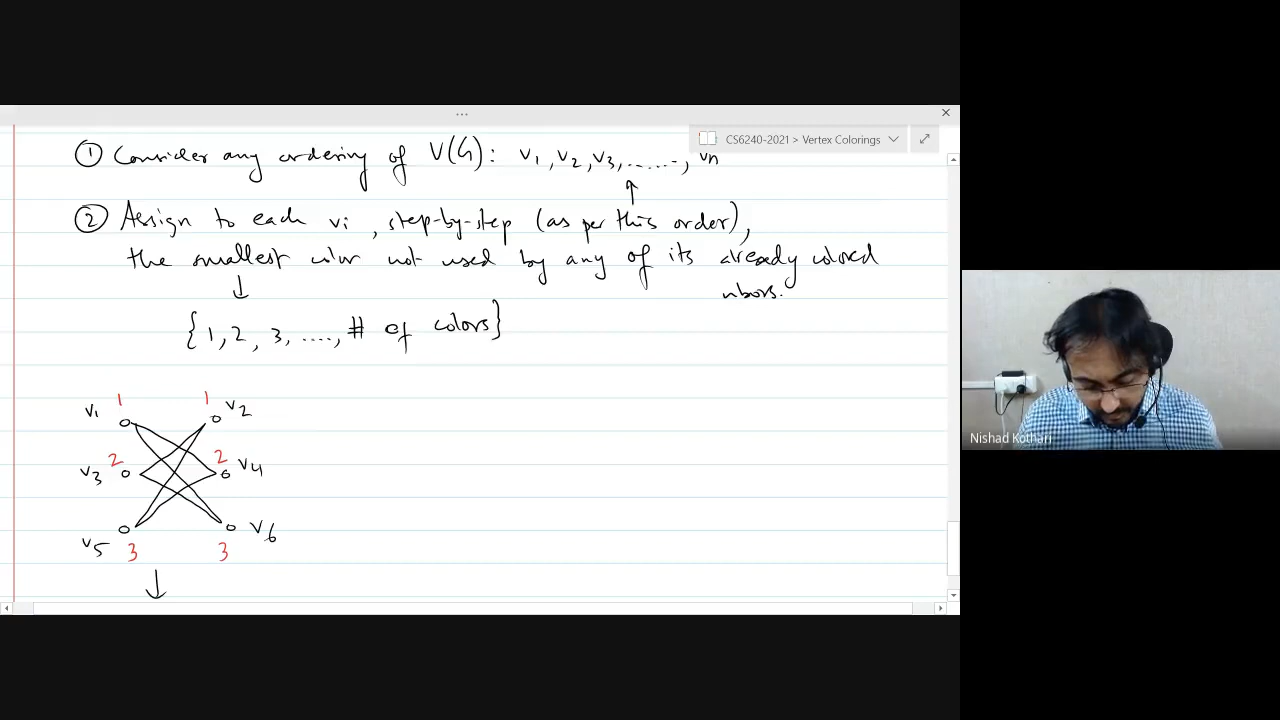 CS6240-2021 > Vertex Colorings
① Consider any ordering of V(G): v1, v2, v3, ......, vn
② Assign to each vi, step-by-step (as per this order),
the smallest color not used by any of its already colored
nbors.
{1, 2, 3, ...., # of colors}
1 1
v1 v2
2 2
v3 v4
v5 v6
3 3
Nishad Kothari